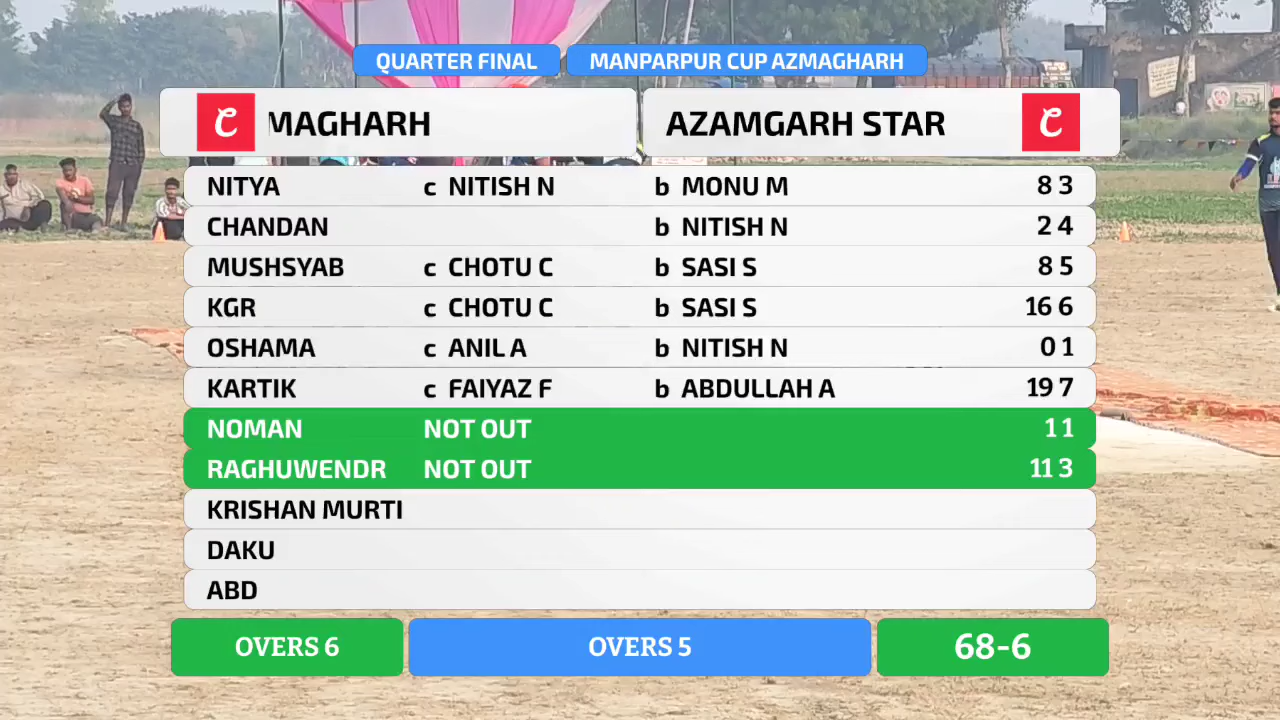 QUARTER FINAL MANPARPUR CUP AZMAGHARH
C MAGHARH AZAMGARH STAR C
NITYA c NITISH N b MONU M 8 3
CHANDAN b NITISH N 2 4
MUSHSYAB c CHOTU C b SASI S 8 5
KGR c CHOTU C b SASI S 16 6
OSHAMA c ANIL A b NITISH N 0 1
KARTIK c FAIYAZ F b ABDULLAH A 19 7
NOMAN NOT OUT 1 1
RAGHUWENDR NOT OUT 11 3
KRISHAN MURTI
DAKU
ABD
OVERS 6 OVERS 5 68-6